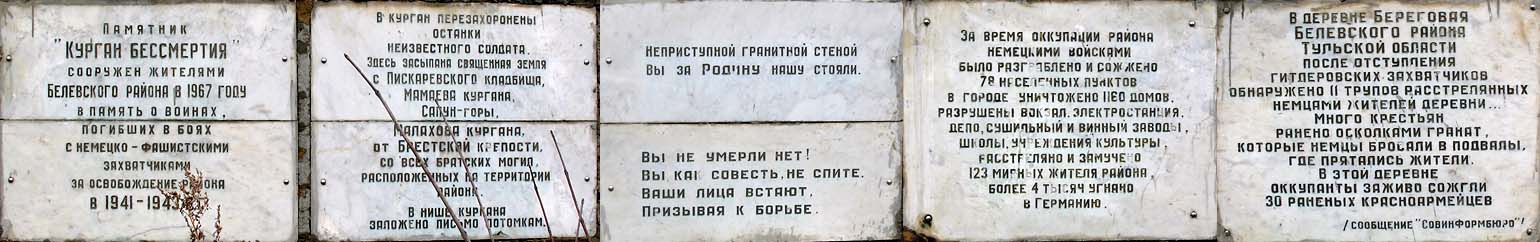 Памятник
"Курган бессмертия"
сооружен жителями
Белевского района в 1967 году
в память о воинах,
погибших в боях
с немецко-фашистскими
захватчиками
за освобождение района
в 1941-1943 г.г.
В курган перезахоронены
останки
неизвестного солдата.
Здесь засыпана священная земля
с Пискаревского кладбища,
Мамаева кургана,
Сапун-горы,
Малахова кургана,
от Брестской крепости,
со всех братских могил,
расположенных на территории
района.
В нише кургана
заложено письмо потомкам.
Неприступной гранитной стеной
Вы за Родину нашу стояли.
Вы не умерли нет!
Вы как совесть, не спите.
Ваши лица встают,
Призывая к борьбе.
За время оккупации района
немецкими войсками
было разграблено и сожжено
78 населенных пунктов
в городе уничтожено 1160 домов,
разрушены вокзал, электростанция,
депо, сушильный и винный заводы,
школы, учреждения культуры,
расстреляно и замучено
123 мирных жителя района,
более 4 тысяч угнано
в Германию.
В деревне Береговая
Белевского района
Тульской области
после отступления
гитлеровских захватчиков
обнаружено 11 трупов расстрелянных
немцами жителей деревни...
Много крестьян
ранено осколками гранат,
которые немцы бросали в подвалы,
где прятались жители.
В этой деревне
оккупанты заживо сожгли
30 раненых красноармейцев
/сообщение "Совинформбюро"/